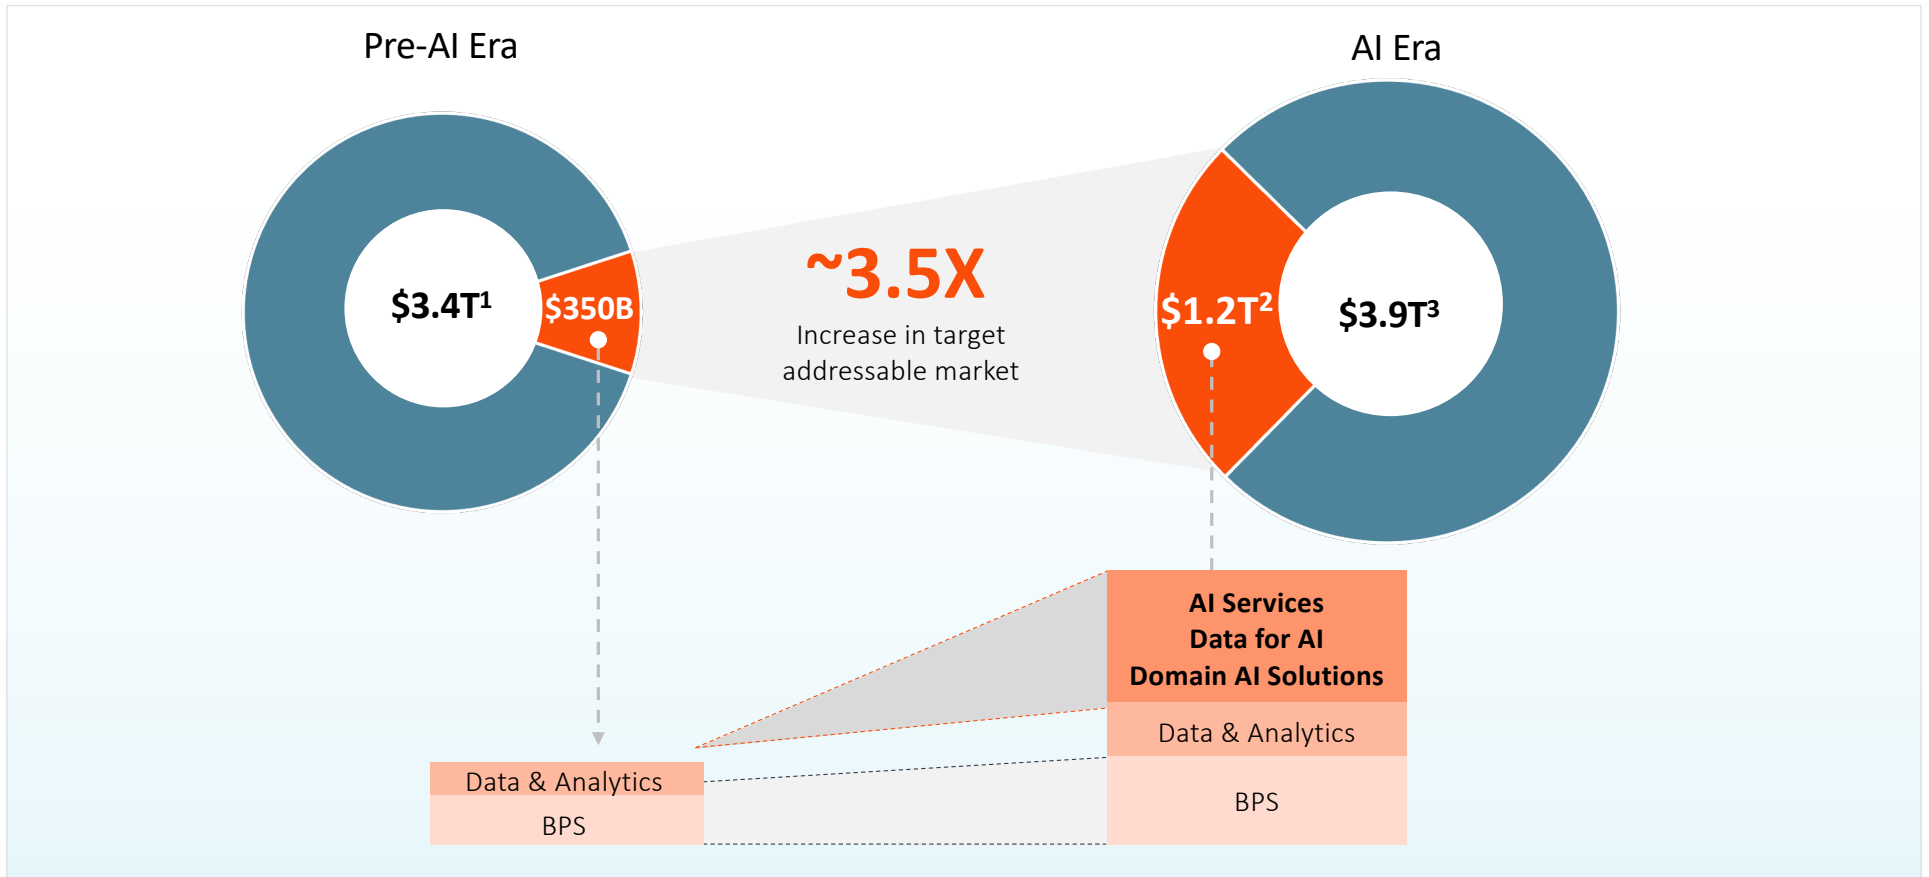 Pre-AI Era
AI Era
$3.4T¹
$350B
~3.5X
Increase in target
addressable market
$1.2T²
$3.9T³
AI Services
Data for AI
Domain AI Solutions
Data & Analytics
BPS
Data & Analytics
BPS